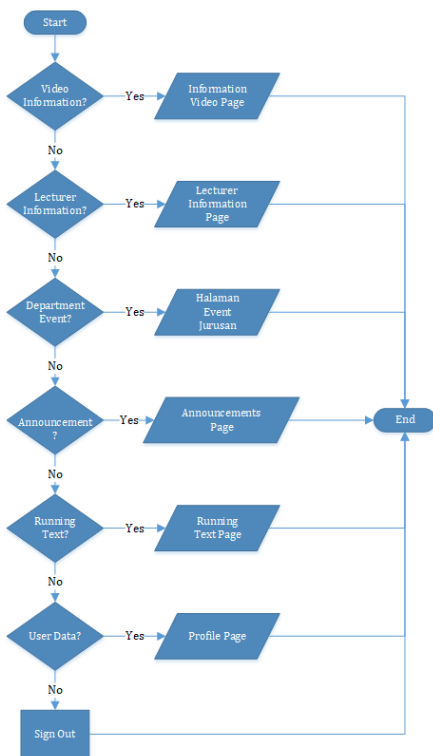 Start
Video
Information?
Yes
Information
Video Page
No
Lecturer
Information?
Yes
Lecturer
Information
Page
No
Department
Event?
Yes
Halaman
Event
Jurusan
No
Announcement
?
Yes
Announcements
Page
End
No
Running
Text?
Yes
Running
Text Page
No
User Data?
Yes
Profile Page
No
Sign Out